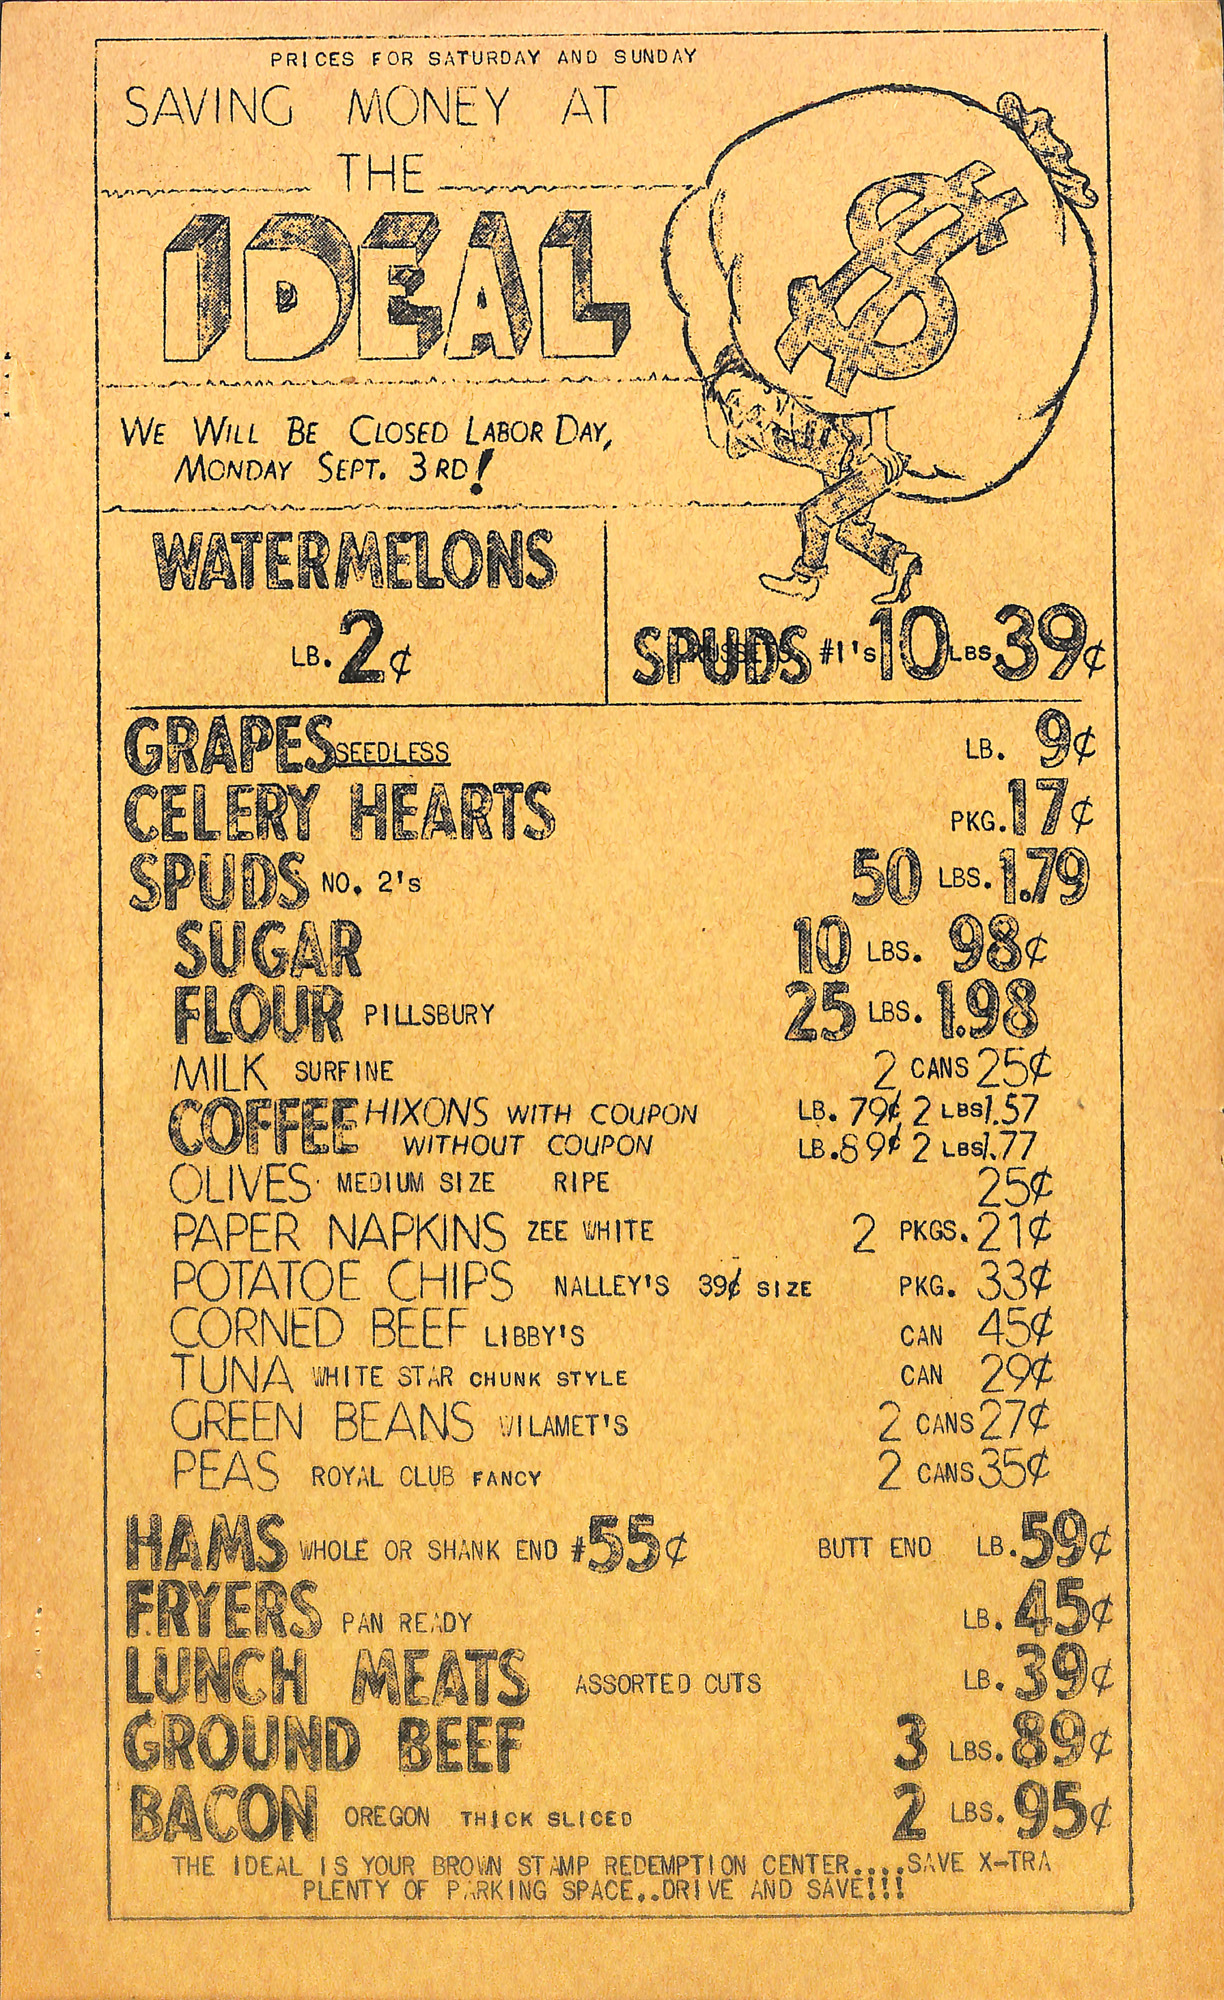 PRICES FOR SATURDAY AND SUNDAY
SAVING MONEY AT
THE
IDEAL
WE WILL BE CLOSED LABOR DAY,
MONDAY SEPT. 3RD!
WATERMELONS
LB. 2¢
SPUDS RUSSETS #1's 10 LBS 39¢
GRAPES SEEDLESS LB. 9¢
CELERY HEARTS PKG. 17¢
SPUDS NO. 2's 50 LBS. 1.79
SUGAR 10 LBS. 98¢
FLOUR PILLSBURY 25 LBS. 1.98
MILK SURFINE 2 CANS 25¢
COFFEE HIXONS WITH COUPON LB. 79¢ 2 LBS 1.57
WITHOUT COUPON LB. 89¢ 2 LBS 1.77
OLIVES MEDIUM SIZE RIPE 25¢
PAPER NAPKINS ZEE WHITE 2 PKGS. 21¢
POTATOE CHIPS NALLEY'S 39¢ SIZE PKG. 33¢
CORNED BEEF LIBBY'S CAN 45¢
TUNA WHITE STAR CHUNK STYLE CAN 29¢
GREEN BEANS WILAMET'S 2 CANS 27¢
PEAS ROYAL CLUB FANCY 2 CANS 35¢
HAMS WHOLE OR SHANK END # 55¢ BUTT END LB. 59¢
FRYERS PAN READY LB. 45¢
LUNCH MEATS ASSORTED CUTS LB. 39¢
GROUND BEEF 3 LBS. 89¢
BACON OREGON THICK SLICED 2 LBS. 95¢
THE IDEAL IS YOUR BROWN STAMP REDEMPTION CENTER....SAVE X-TRA
PLENTY OF PARKING SPACE..DRIVE AND SAVE!!!